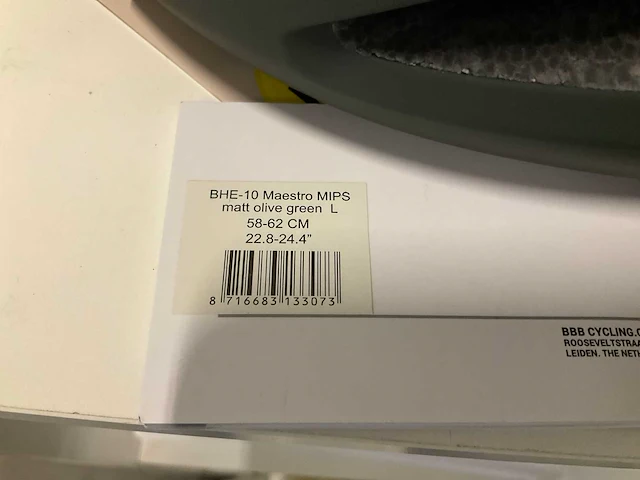 BHE-10 Maestro MIPS
matt olive green L
58-62 CM
22.8-24.4"
8 716683 133073
BBB CYCLING.
ROOSEVELTSTRAA
LEIDEN. THE NETH